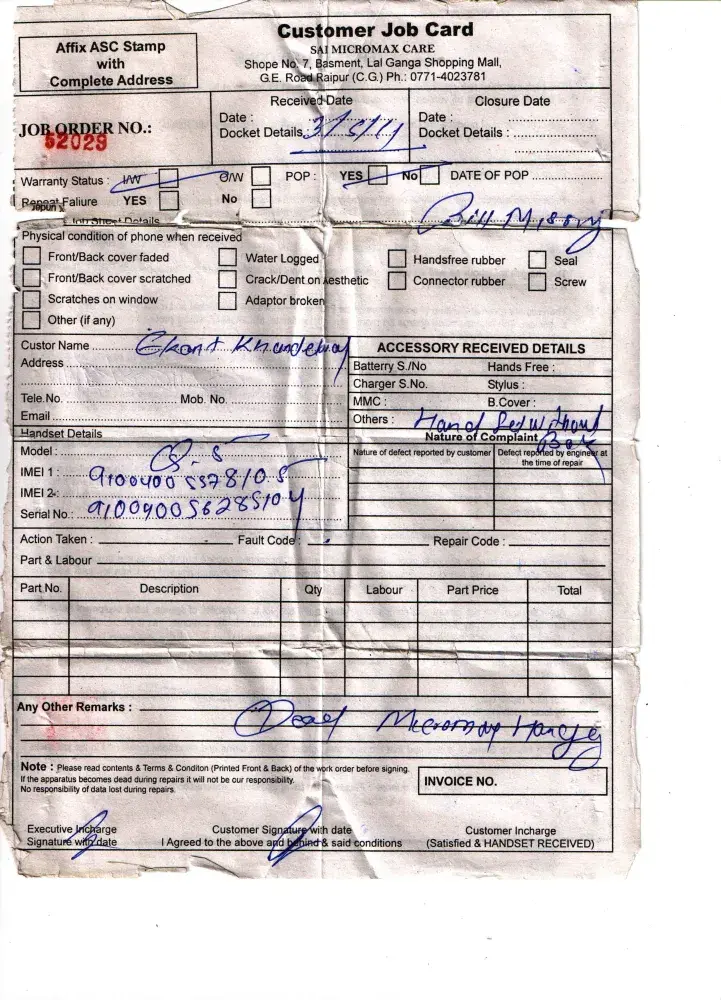 Customer Job Card
Affix ASC Stamp
with
Complete Address
SAI MICROMAX CARE
Shope No. 7, Basment, Lal Ganga Shopping Mall,
G.E. Road Raipur (C.G.) Ph.: 0771-4023781
JOB ORDER NO.:
52029
Received Date
Date :
Docket Details
Closure Date
Date :
Docket Details :
Warranty Status : I/W O/W POP : YES No DATE OF POP
Repeat Faliure YES No
Job Sheet Details
Bill Missing
Physical condition of phone when received
Front/Back cover faded Water Logged Handsfree rubber Seal
Front/Back cover scratched Crack/Dent on Aesthetic Connector rubber Screw
Scratches on window Adaptor broken
Other (if any)
Custor Name
Address
Tele.No. Mob. No.
Email
ACCESSORY RECEIVED DETAILS
Batterry S./No Hands Free :
Charger S.No. Stylus :
MMC : B.Cover :
Others : Hand Set without
Handset Details
Model :
IMEI 1 :
IMEI 2 :
Serial No.:
Nature of Complaint
Nature of defect reported by customer
Defect reported by engineer at
the time of repair
Action Taken : Fault Code : Repair Code :
Part & Labour
Part No. Description Qty Labour Part Price Total
Any Other Remarks :
Dead Micromax
Note : Please read contents & Terms & Conditon (Printed Front & Back) of the work order before signing.
If the apparatus becomes dead during repairs it will not be our responsibility.
No responsibility of data lost during repairs.
INVOICE NO.
Executive Incharge
Signature with date
Customer Signature with date
I Agreed to the above and behind & said conditions
Customer Incharge
(Satisfied & HANDSET RECEIVED)